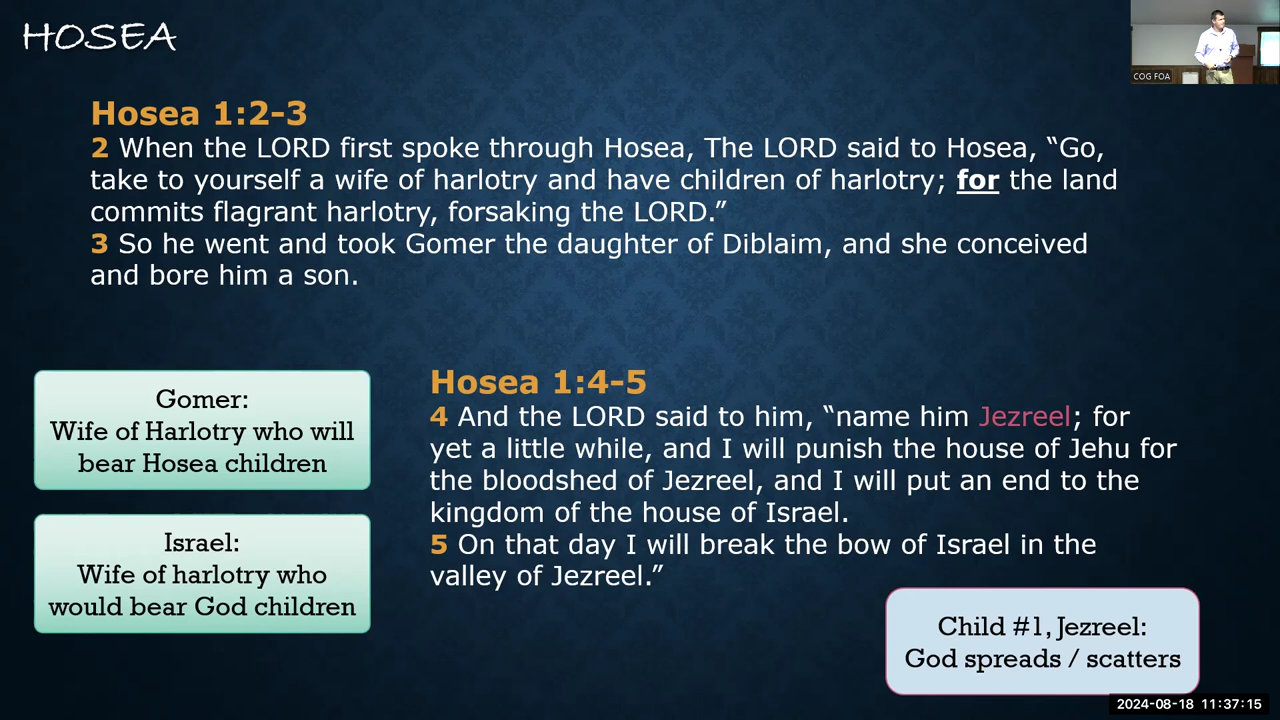 HOSEA
COG FOA
Hosea 1:2-3
2 When the LORD first spoke through Hosea, The LORD said to Hosea, “Go,
take to yourself a wife of harlotry and have children of harlotry; for the land
commits flagrant harlotry, forsaking the LORD.”
3 So he went and took Gomer the daughter of Diblaim, and she conceived
and bore him a son.
Gomer:
Wife of Harlotry who will
bear Hosea children
Israel:
Wife of harlotry who
would bear God children
Hosea 1:4-5
4 And the LORD said to him, “name him Jezreel; for
yet a little while, and I will punish the house of Jehu for
the bloodshed of Jezreel, and I will put an end to the
kingdom of the house of Israel.
5 On that day I will break the bow of Israel in the
valley of Jezreel.”
Child #1, Jezreel:
God spreads / scatters
2024-08-18 11:37:15